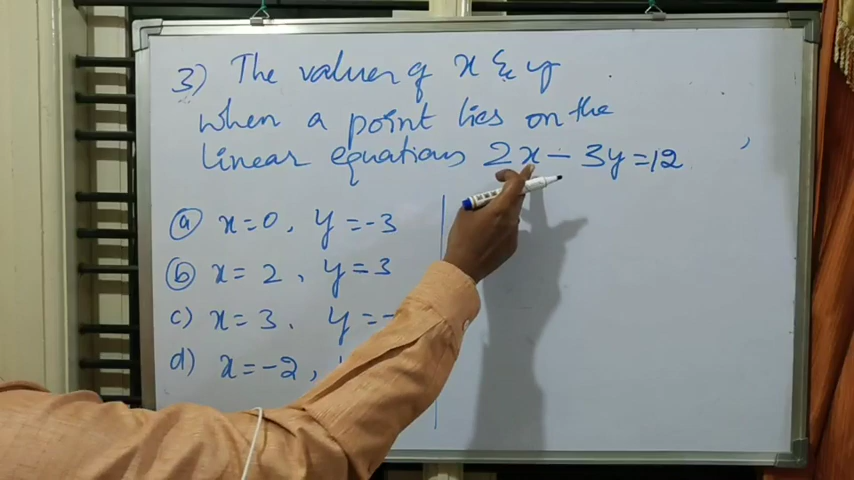 3) The values of x & y
when a point lies on the
linear equations 2x - 3y = 12
(a) x = 0, y = -3
(b) x = 2, y = 3
c) x = 3, y = -
d) x = -2,